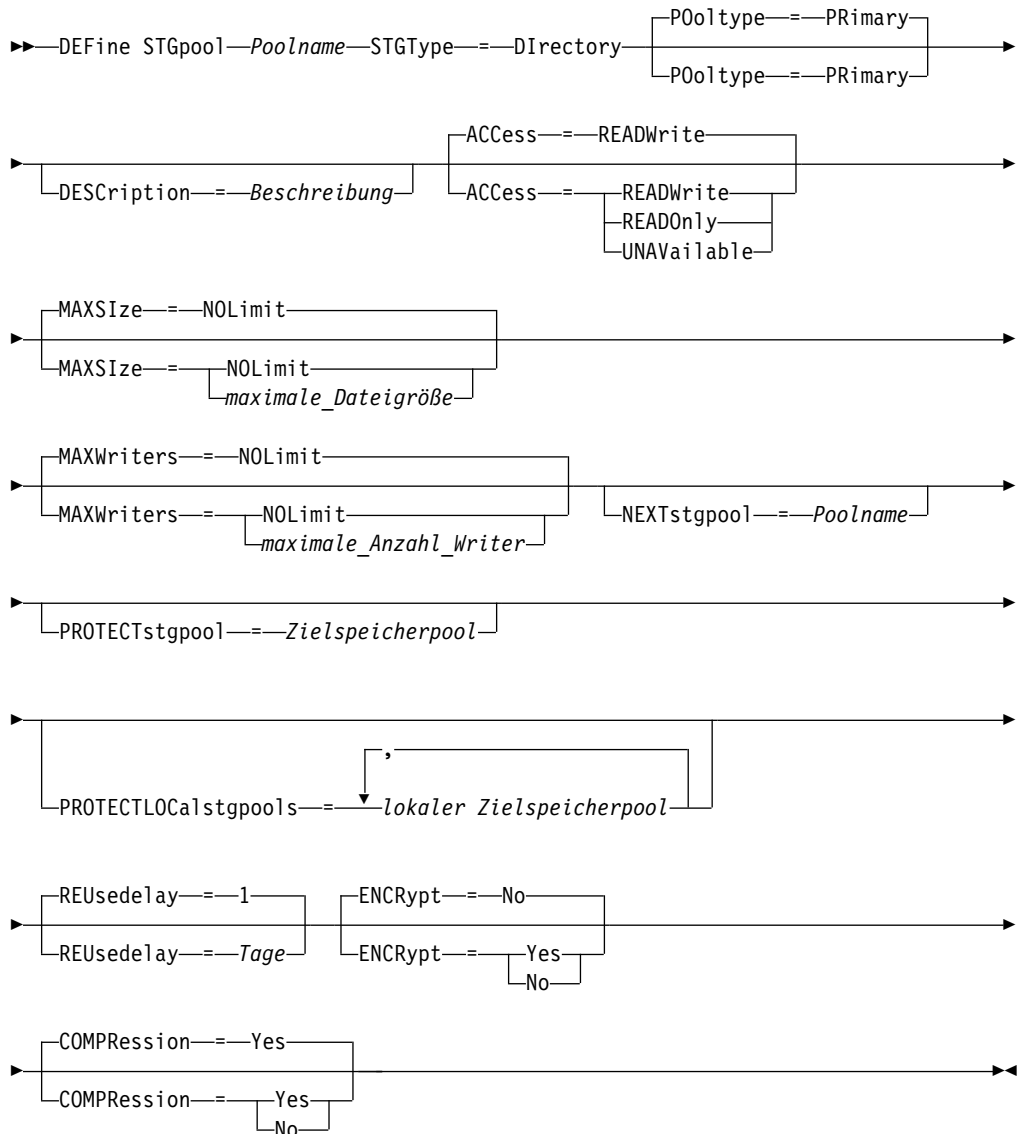 POoltype = PRimary
DEFine STGpool Poolname STGType = DIrectory
POoltype = PRimary
ACCess = READWrite
DESCription = Beschreibung
ACCess = READWrite
READOnly
UNAVailable
MAXSIze = NOLimit
MAXSIze = NOLimit
maximale_Dateigröße
MAXWriters = NOLimit
MAXWriters = NOLimit
maximale_Anzahl_Writer
NEXTstgpool = Poolname
PROTECTstgpool = Zielspeicherpool
,
PROTECTLOCalstgpools = lokaler Zielspeicherpool
REUsedelay = 1 ENCRypt = No
REUsedelay = Tage ENCRypt = Yes
No
COMPRession = Yes
COMPRession = Yes
No